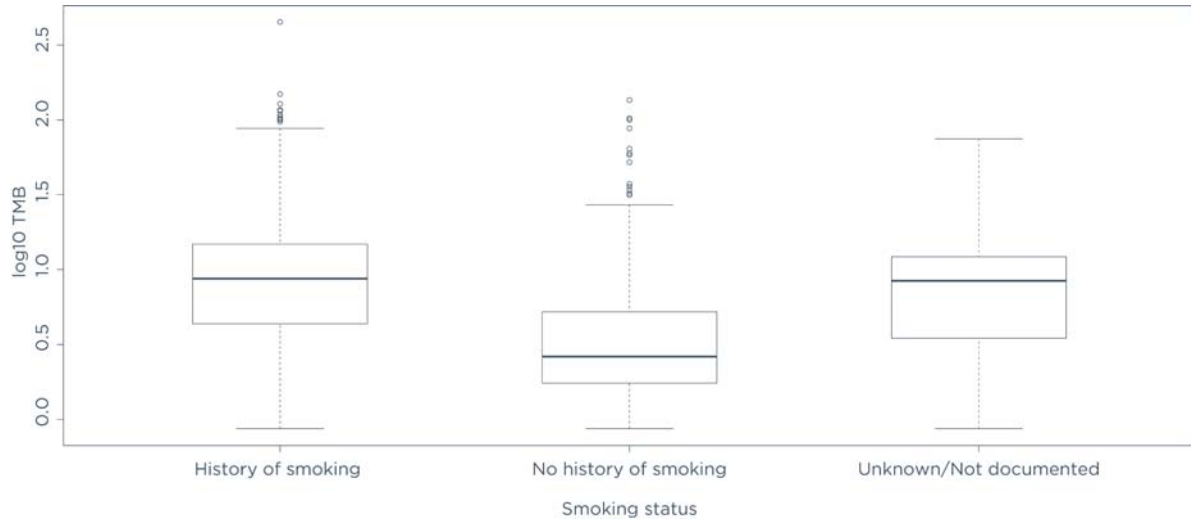 log10 TMB
2.5
2.0
1.5
1.0
0.5
0.0
History of smoking
No history of smoking
Unknown/Not documented
Smoking status